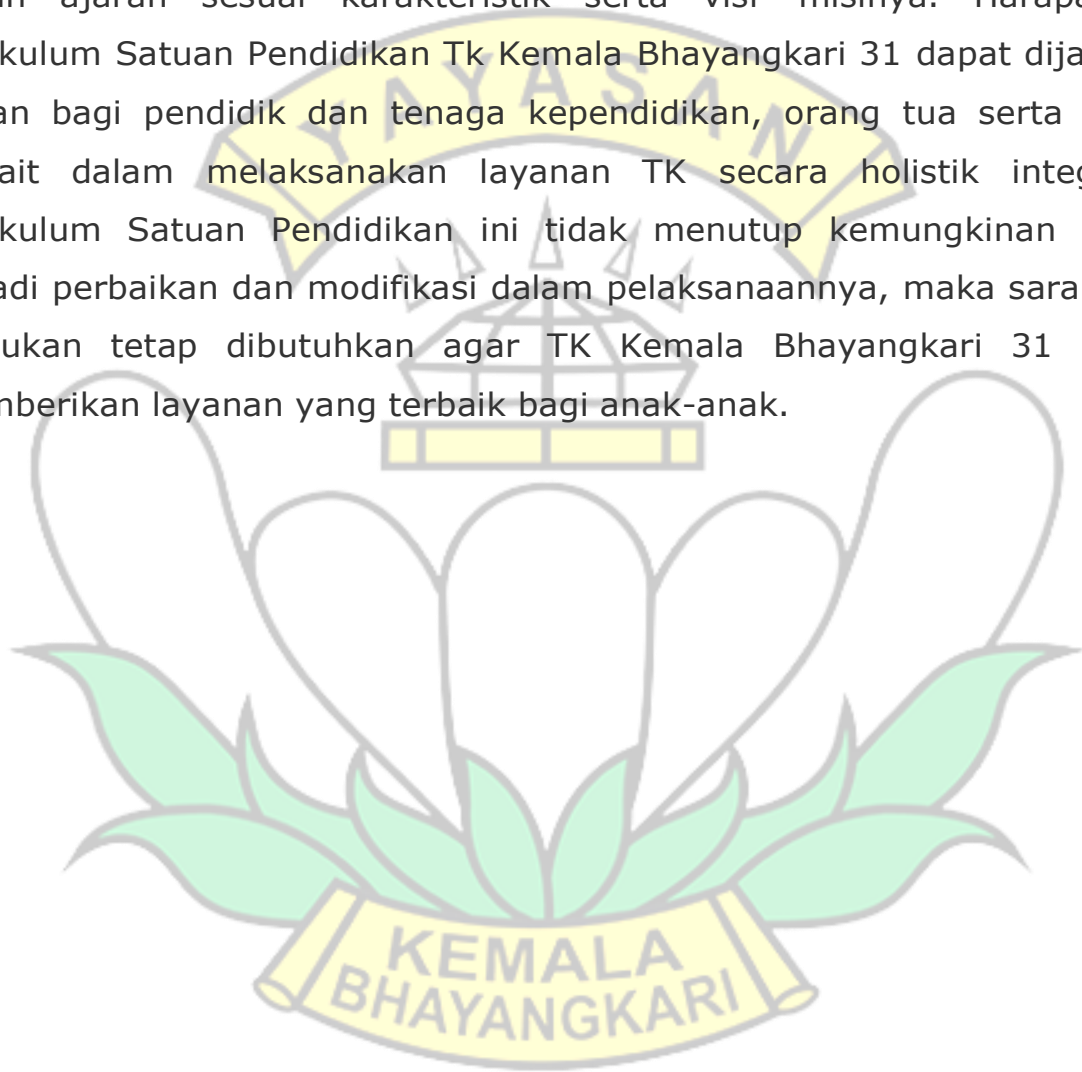 ajaran sesuai karakteristik serta visi misinya. Harapa
kulum Satuan Pendidikan Tk Kemala Bhayangkari 31 dapat dija
an bagi pendidik dan tenaga kependidikan, orang tua serta
ait dalam melaksanakan layanan TK secara holistik integ
kulum Satuan Pendidikan ini tidak menutup kemungkinan
adi perbaikan dan modifikasi dalam pelaksanaannya, maka sara
ukan tetap dibutuhkan agar TK Kemala Bhayangkari 31
mberikan layanan yang terbaik bagi anak-anak.
YAYASAN
KEMALA
BHAYANGKARI